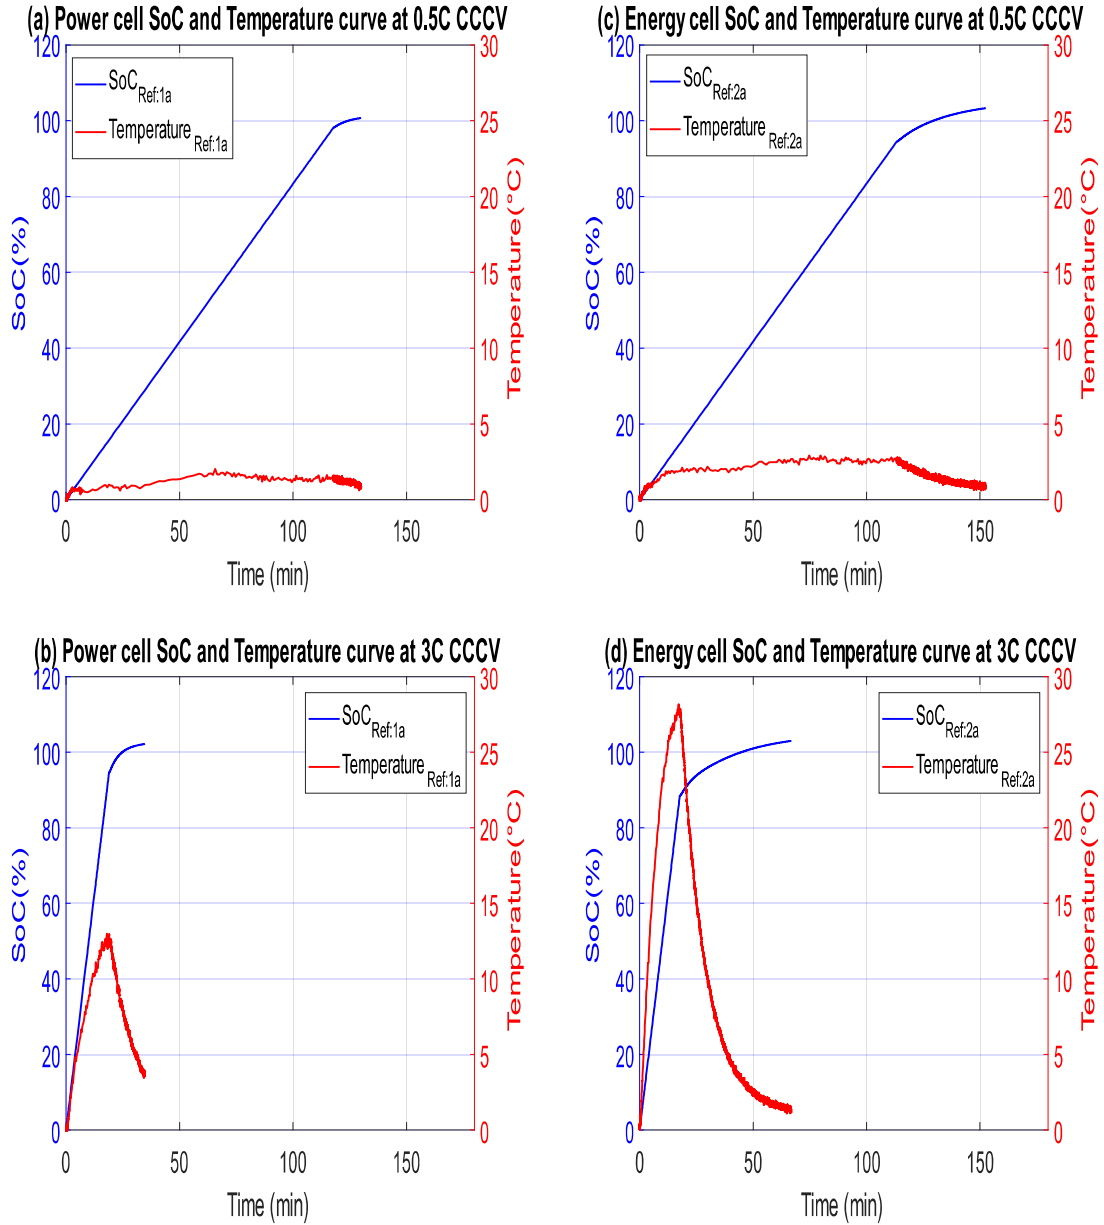 (a) Power cell SoC and Temperature curve at 0.5C CCCV
120
100
80
60
40
20
0
SoC(%)
SoC Ref:1a
Temperature Ref:1a
30
25
20
15
10
5
0
Temperature(°C)
0 50 100 150
Time (min)
(c) Energy cell SoC and Temperature curve at 0.5C CCCV
120
100
80
60
40
20
0
SoC(%)
SoC Ref:2a
Temperature Ref:2a
30
25
20
15
10
5
0
Temperature(°C)
0 50 100 150
Time (min)
(b) Power cell SoC and Temperature curve at 3C CCCV
120
100
80
60
40
20
0
SoC(%)
SoC Ref:1a
Temperature Ref:1a
30
25
20
15
10
5
0
Temperature(°C)
0 50 100 150
Time (min)
(d) Energy cell SoC and Temperature curve at 3C CCCV
120
100
80
60
40
20
0
SoC(%)
SoC Ref:2a
Temperature Ref:2a
30
25
20
15
10
5
0
Temperature(°C)
0 50 100 150
Time (min)